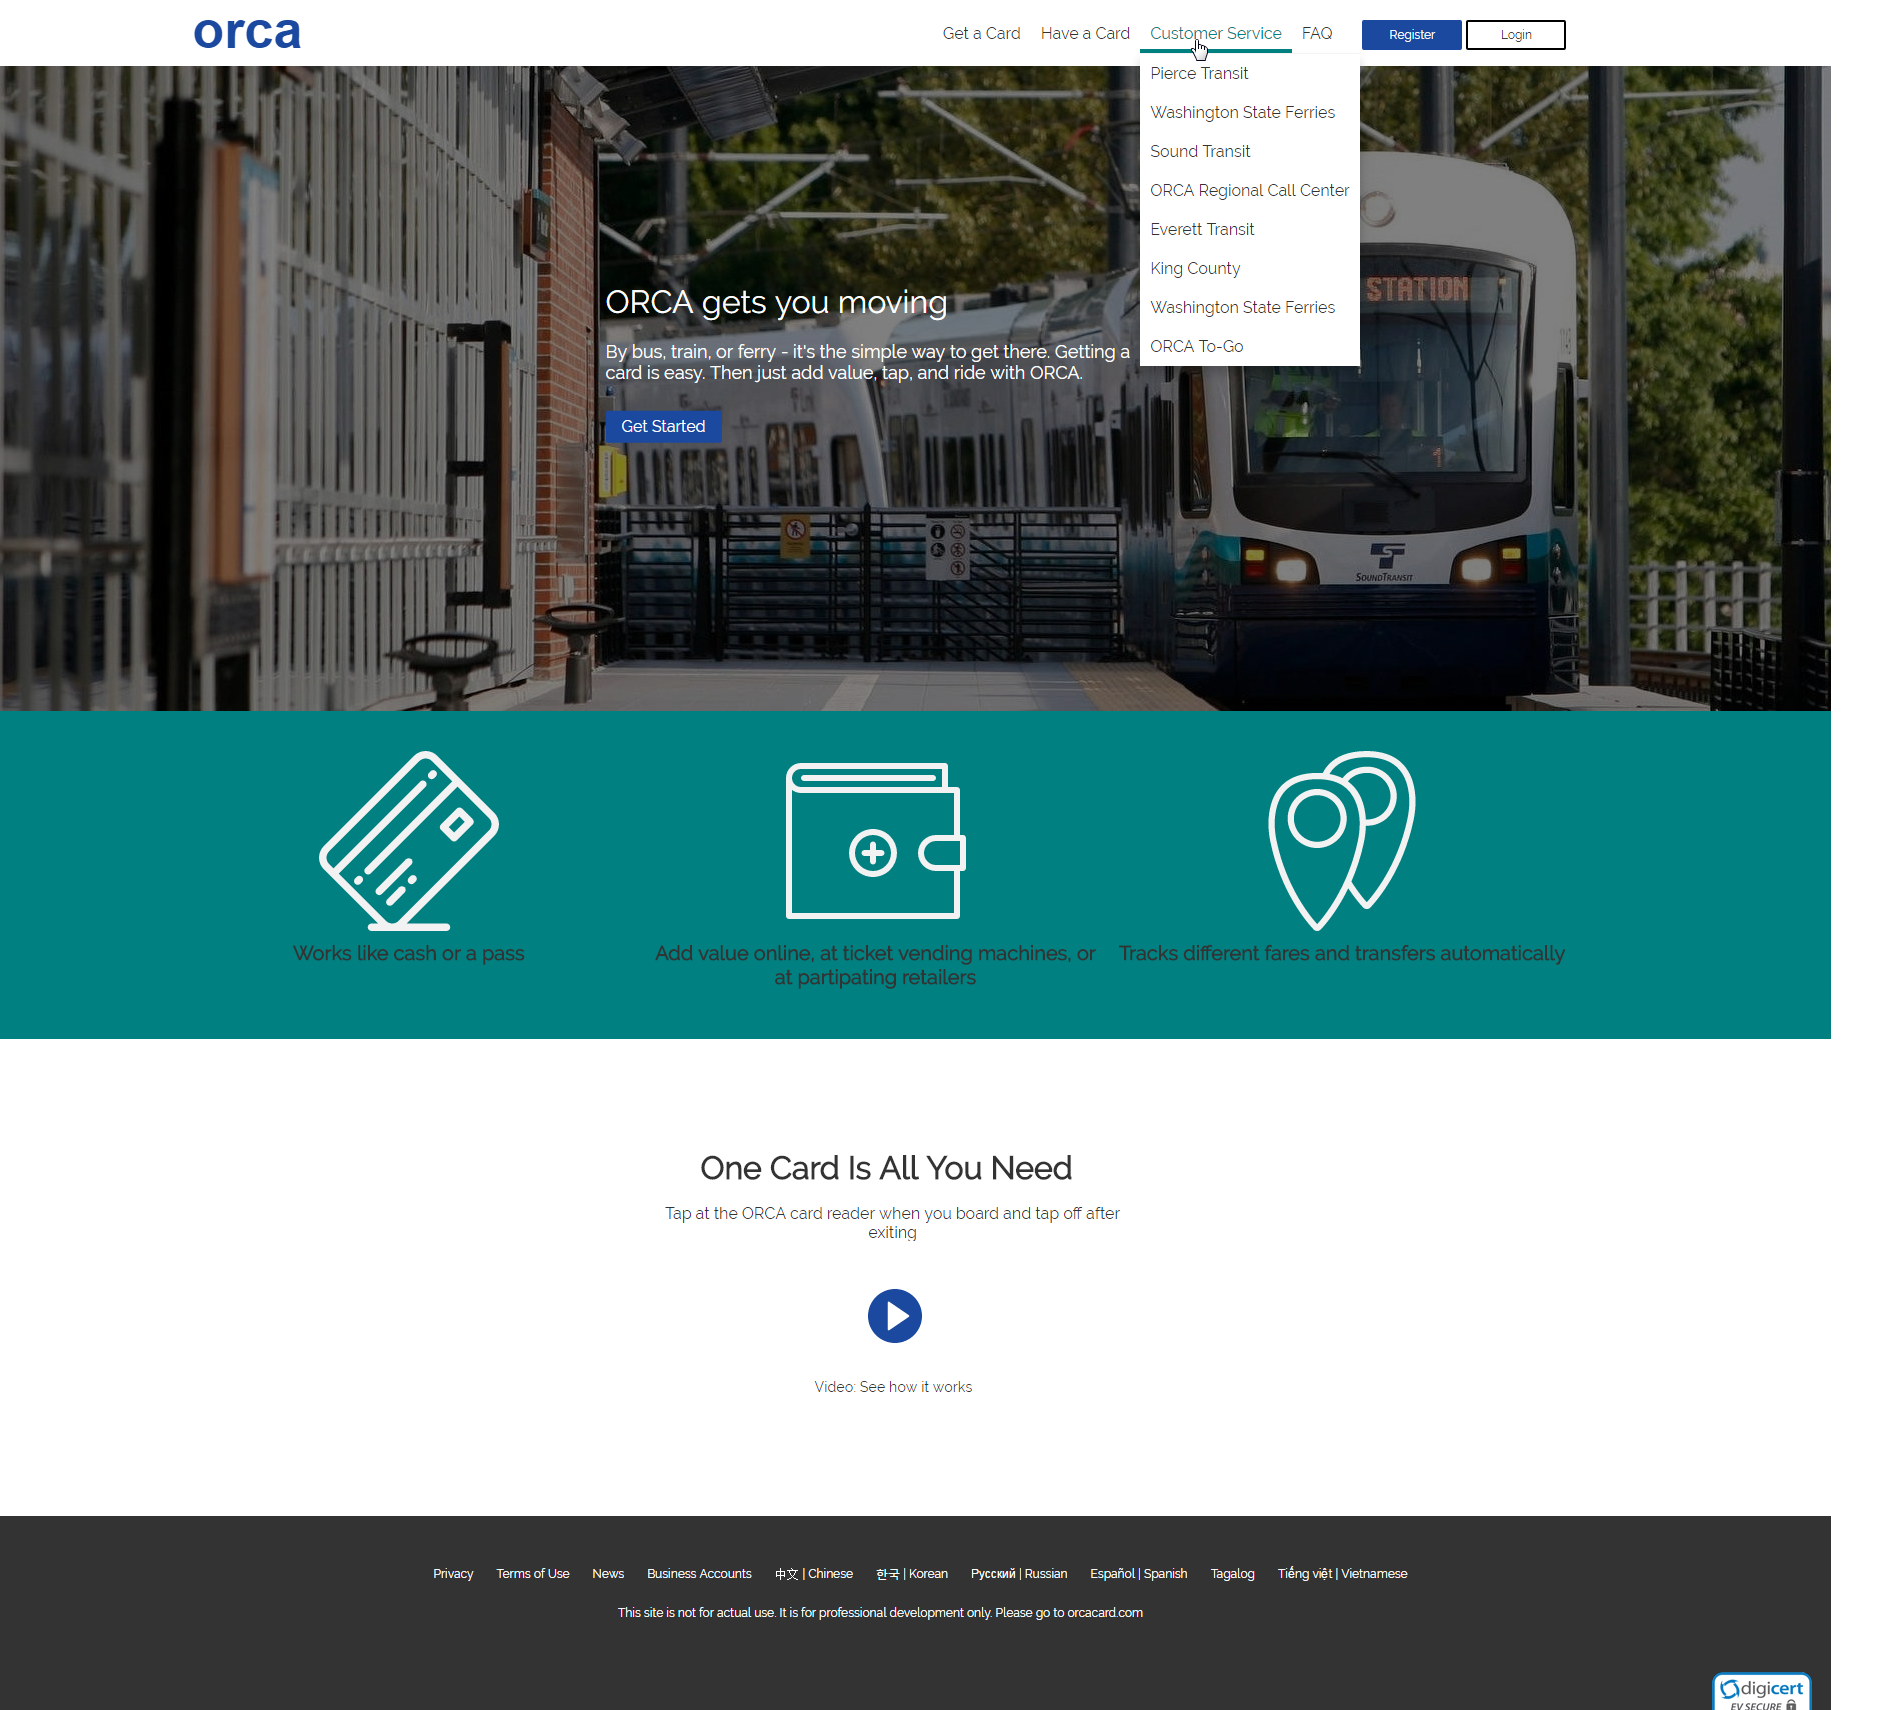 orca
Get a Card
Have a Card
Customer Service
FAQ
Register
Login
Pierce Transit
Washington State Ferries
Sound Transit
ORCA Regional Call Center
Everett Transit
King County
Washington State Ferries
ORCA To-Go
STATION
ORCA gets you moving
By bus, train, or ferry - it's the simple way to get there. Getting a
card is easy. Then just add value, tap, and ride with ORCA.
Get Started
SOUNDTRANSIT
Works like cash or a pass
Add value online, at ticket vending machines, or
at partipating retailers
Tracks different fares and transfers automatically
One Card Is All You Need
Tap at the ORCA card reader when you board and tap off after
exiting
Video: See how it works
Privacy
Terms of Use
News
Business Accounts
中文 | Chinese
한국 | Korean
Русский | Russian
Español | Spanish
Tagalog
Tiếng việt | Vietnamese
This site is not for actual use. It is for professional development only. Please go to orcacard.com
digicert
EV SECURE